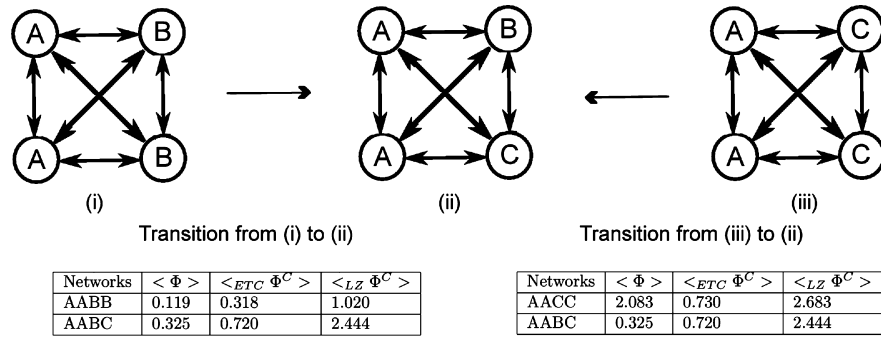 A B A B A C
A B A C A C
(i) (ii) (iii)
Transition from (i) to (ii) Transition from (iii) to (ii)
Networks < Φ > <ETC Φ^C > <LZ Φ^C >
AABB 0.119 0.318 1.020
AABC 0.325 0.720 2.444
Networks < Φ > <ETC Φ^C > <LZ Φ^C >
AACC 2.083 0.730 2.683
AABC 0.325 0.720 2.444